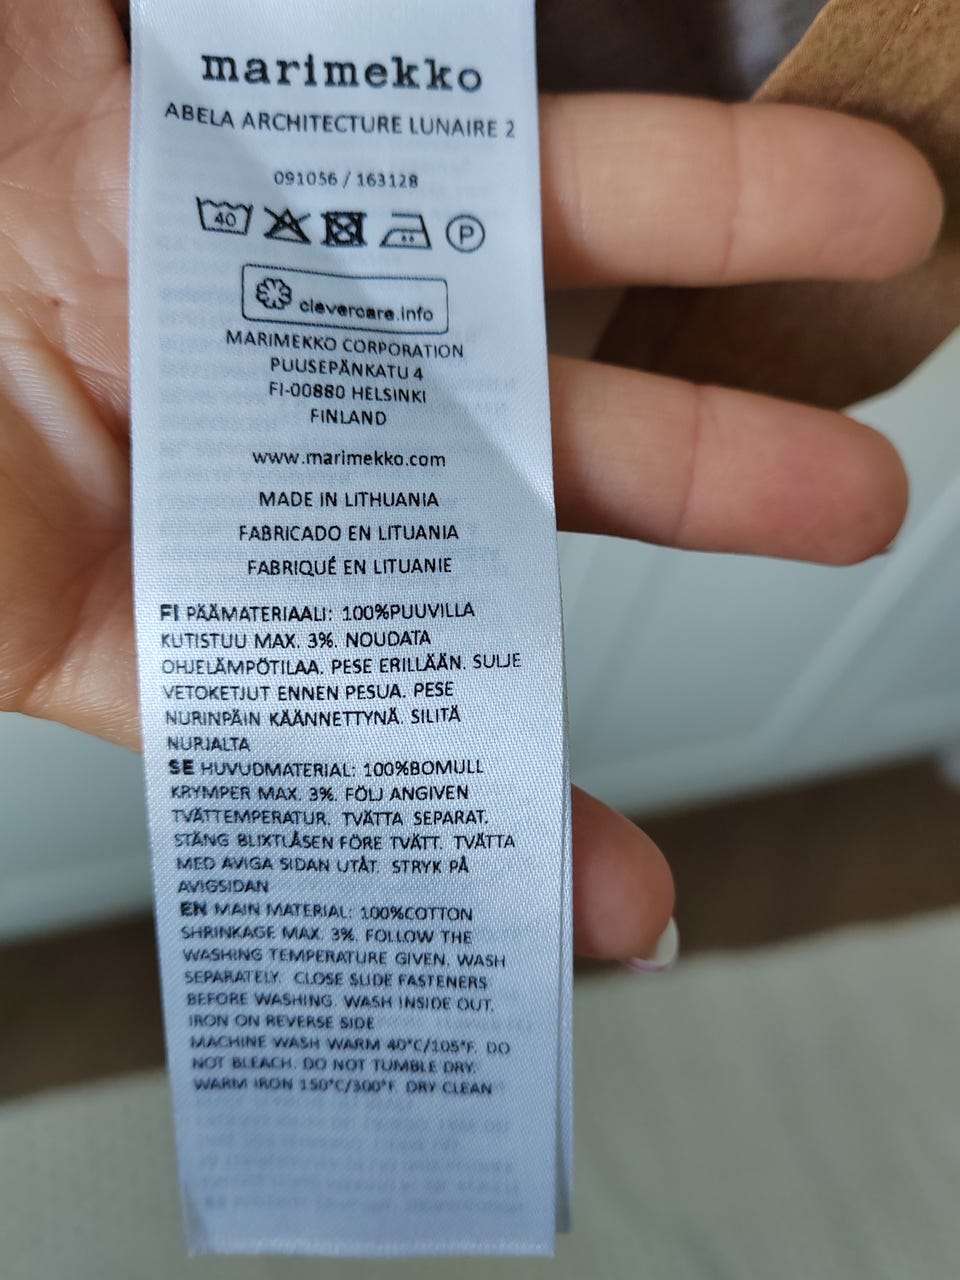 marimekko
ABELA ARCHITECTURE LUNAIRE 2
091056 / 163128
40 P
clevercare.info
MARIMEKKO CORPORATION
PUUSEPÄNKATU 4
FI-00880 HELSINKI
FINLAND
www.marimekko.com
MADE IN LITHUANIA
FABRICADO EN LITUANIA
FABRIQUÉ EN LITUANIE
FI PÄÄMATERIAALI: 100%PUUVILLA
KUTISTUU MAX. 3%. NOUDATA
OHJELÄMPÖTILAA. PESE ERILLÄÄN. SULJE
VETOKETJUT ENNEN PESUA. PESE
NURINPÄIN KÄÄNNETTYNÄ. SILITÄ
NURJALTA
SE HUVUDMATERIAL: 100%BOMULL
KRYMPER MAX. 3%. FÖLJ ANGIVEN
TVÄTTEMPERATUR. TVÄTTA SEPARAT.
STÄNG BLIXTLÅSEN FÖRE TVÄTT. TVÄTTA
MED AVIGA SIDAN UTÅT. STRYK PÅ
AVIGSIDAN
EN MAIN MATERIAL: 100%COTTON
SHRINKAGE MAX. 3%. FOLLOW THE
WASHING TEMPERATURE GIVEN. WASH
SEPARATELY. CLOSE SLIDE FASTENERS
BEFORE WASHING. WASH INSIDE OUT.
IRON ON REVERSE SIDE
MACHINE WASH WARM 40°C/105°F. DO
NOT BLEACH. DO NOT TUMBLE DRY.
WARM IRON 150°C/300°F. DRY CLEAN